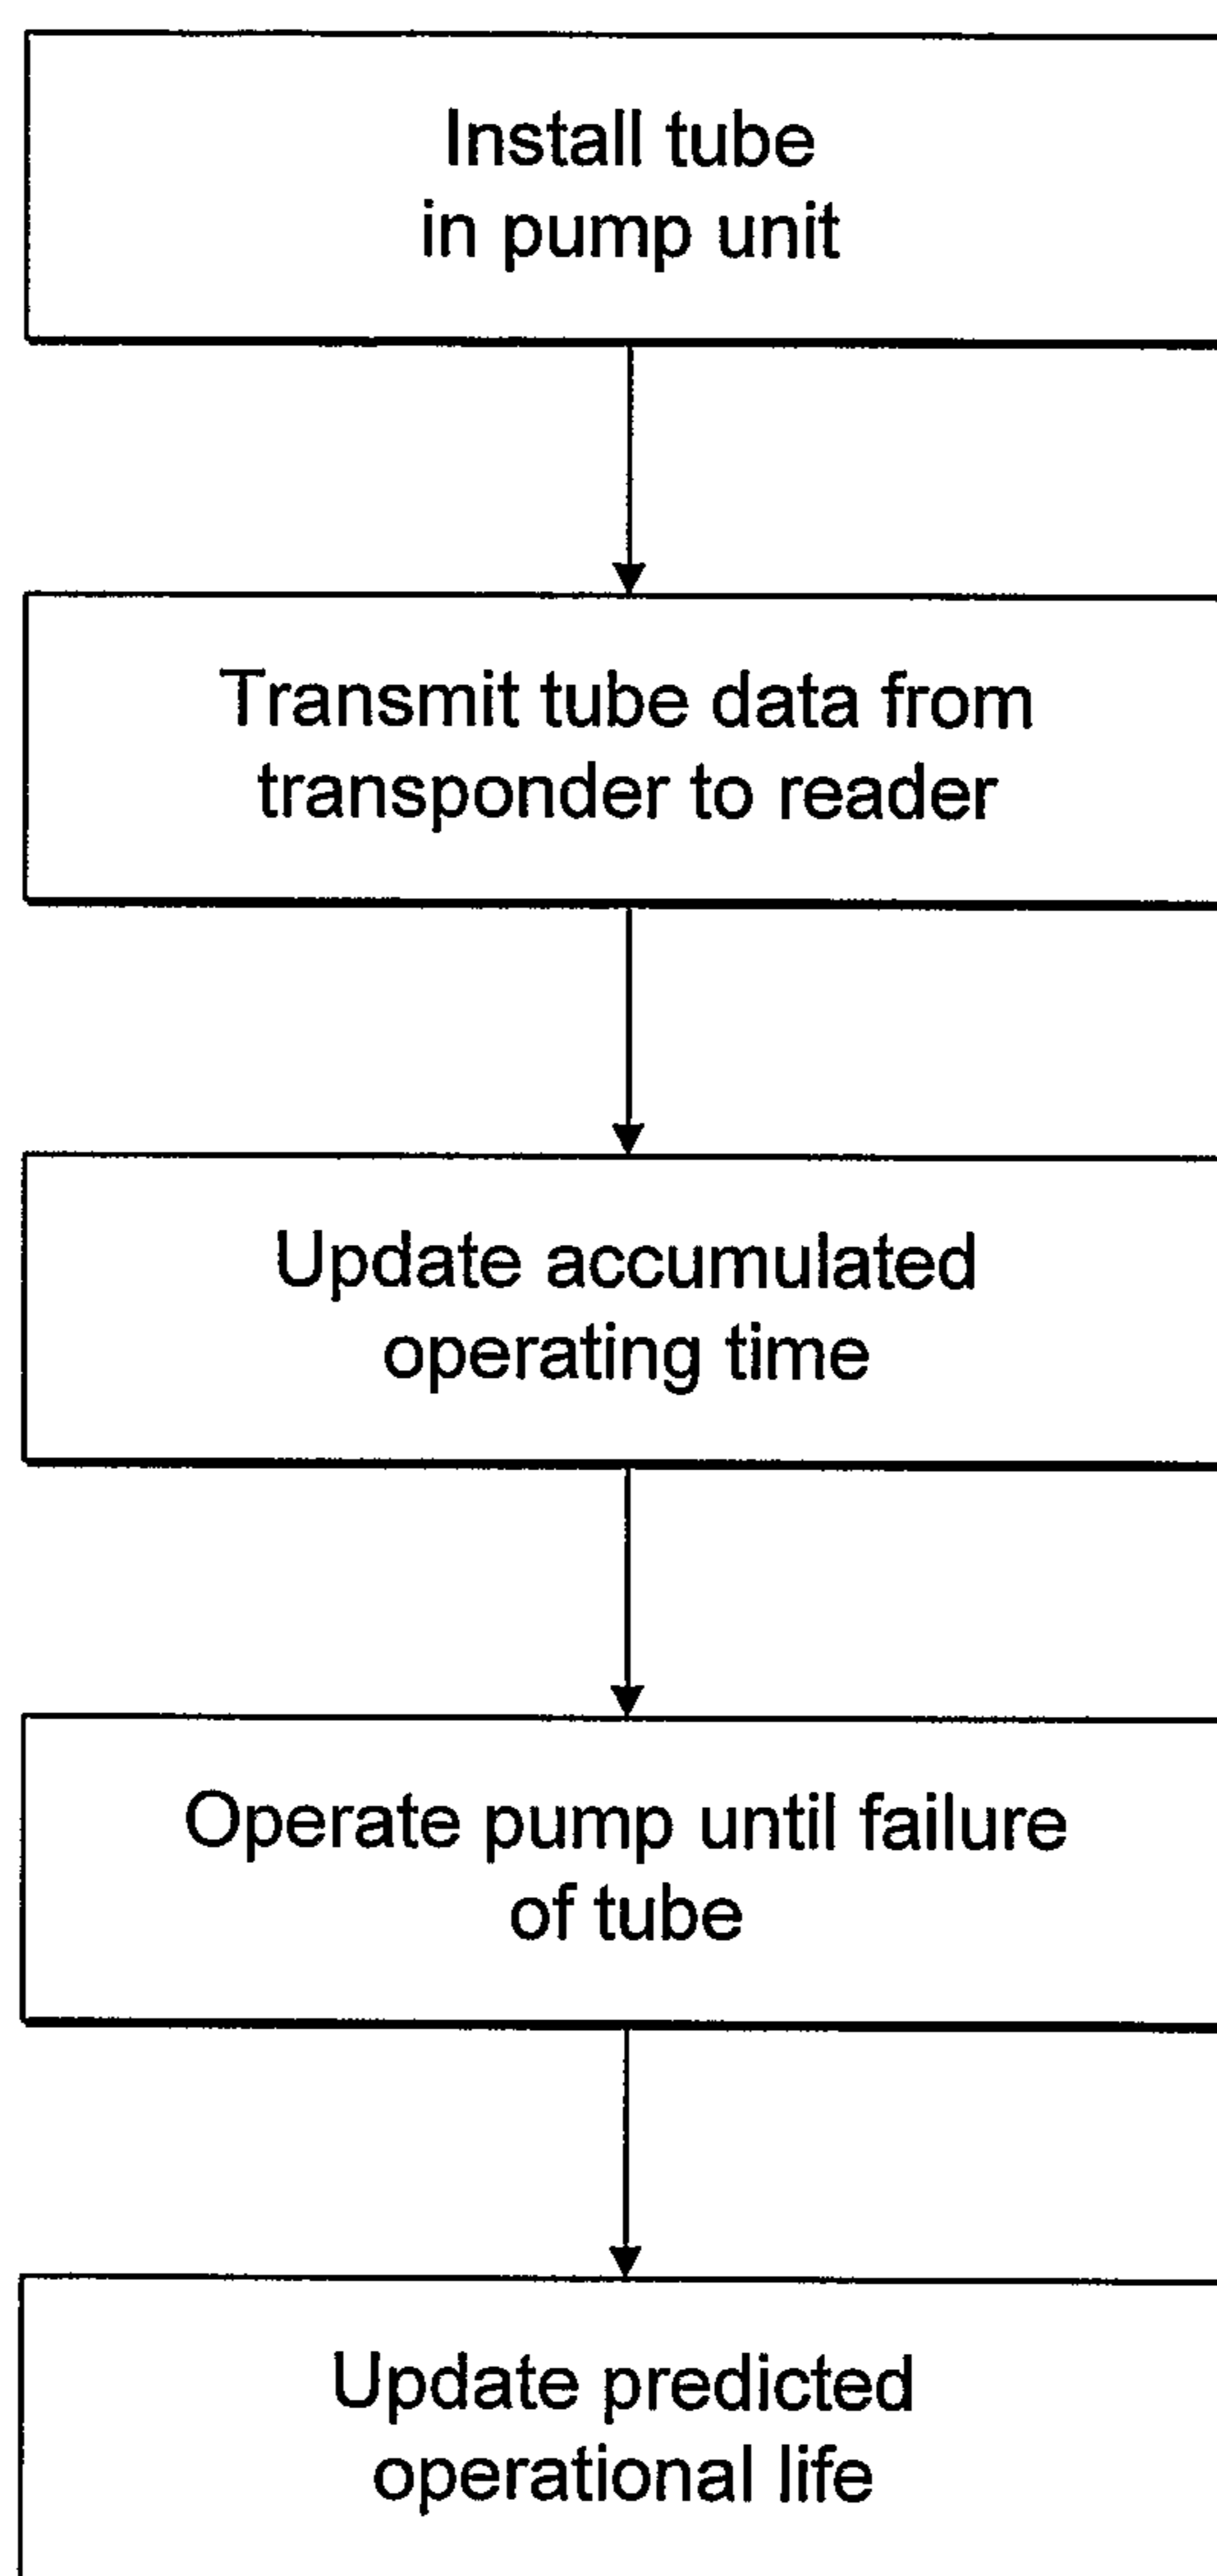 Install tube
in pump unit
Transmit tube data from
transponder to reader
Update accumulated
operating time
Operate pump until failure
of tube
Update predicted
operational life